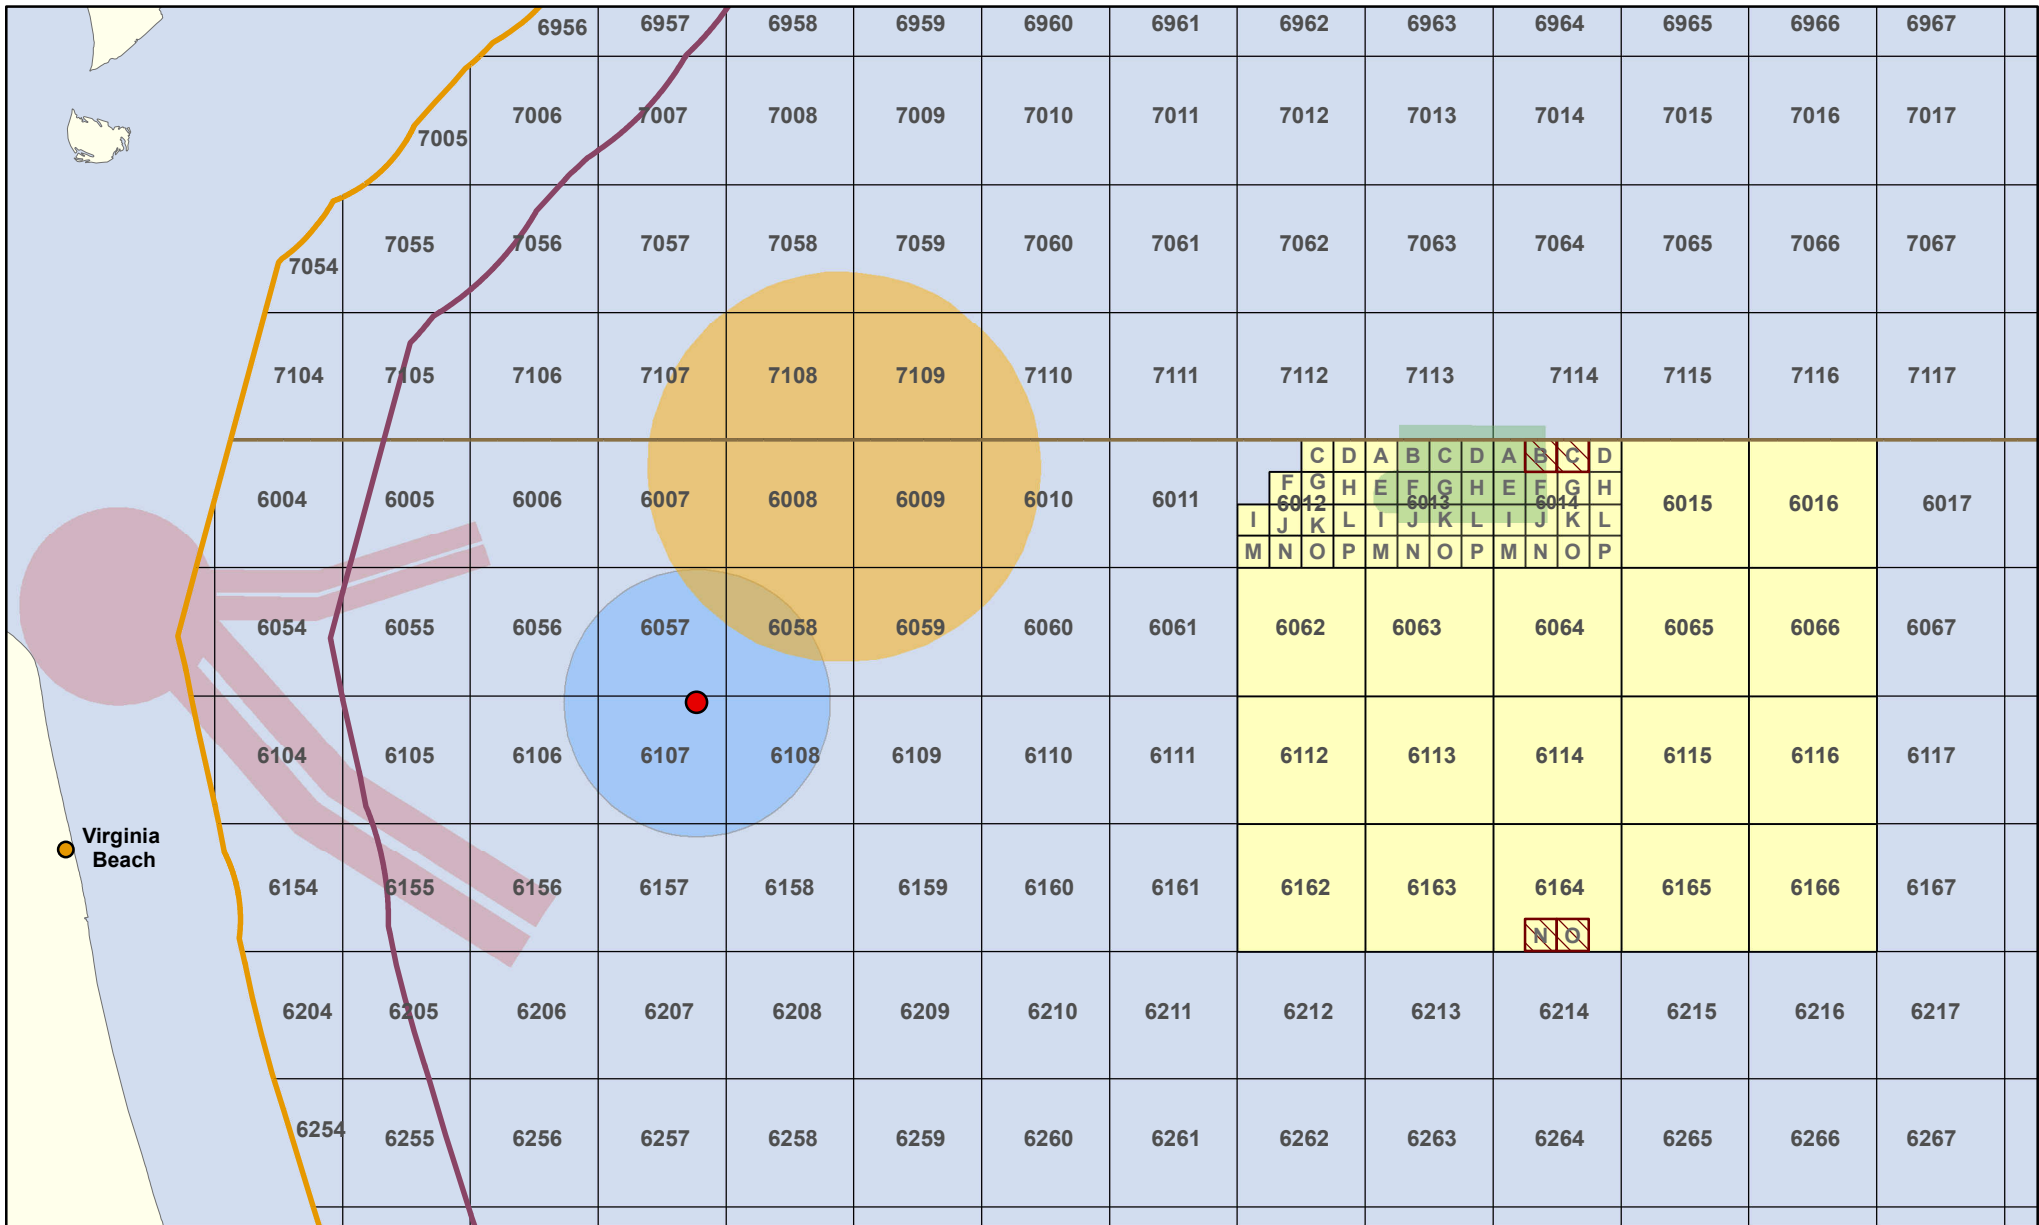 6956 6957 6958 6959 6960 6961 6962 6963 6964 6965 6966 6967
7005 7006 7007 7008 7009 7010 7011 7012 7013 7014 7015 7016 7017
7054 7055 7056 7057 7058 7059 7060 7061 7062 7063 7064 7065 7066 7067
7104 7105 7106 7107 7108 7109 7110 7111 7112 7113 7114 7115 7116 7117
C D A B C D A B C D
F G H E F G H E F G H
6004 6005 6006 6007 6008 6009 6010 6011 6012 6013 6014 6015 6016 6017
I J K L I J K L I J K L
M N O P M N O P M N O P
6054 6055 6056 6057 6058 6059 6060 6061 6062 6063 6064 6065 6066 6067
6104 6105 6106 6107 6108 6109 6110 6111 6112 6113 6114 6115 6116 6117
Virginia
Beach
6154 6155 6156 6157 6158 6159 6160 6161 6162 6163 6164 6165 6166 6167
N O
6204 6205 6206 6207 6208 6209 6210 6211 6212 6213 6214 6215 6216 6217
6254 6255 6256 6257 6258 6259 6260 6261 6262 6263 6264 6265 6266 6267